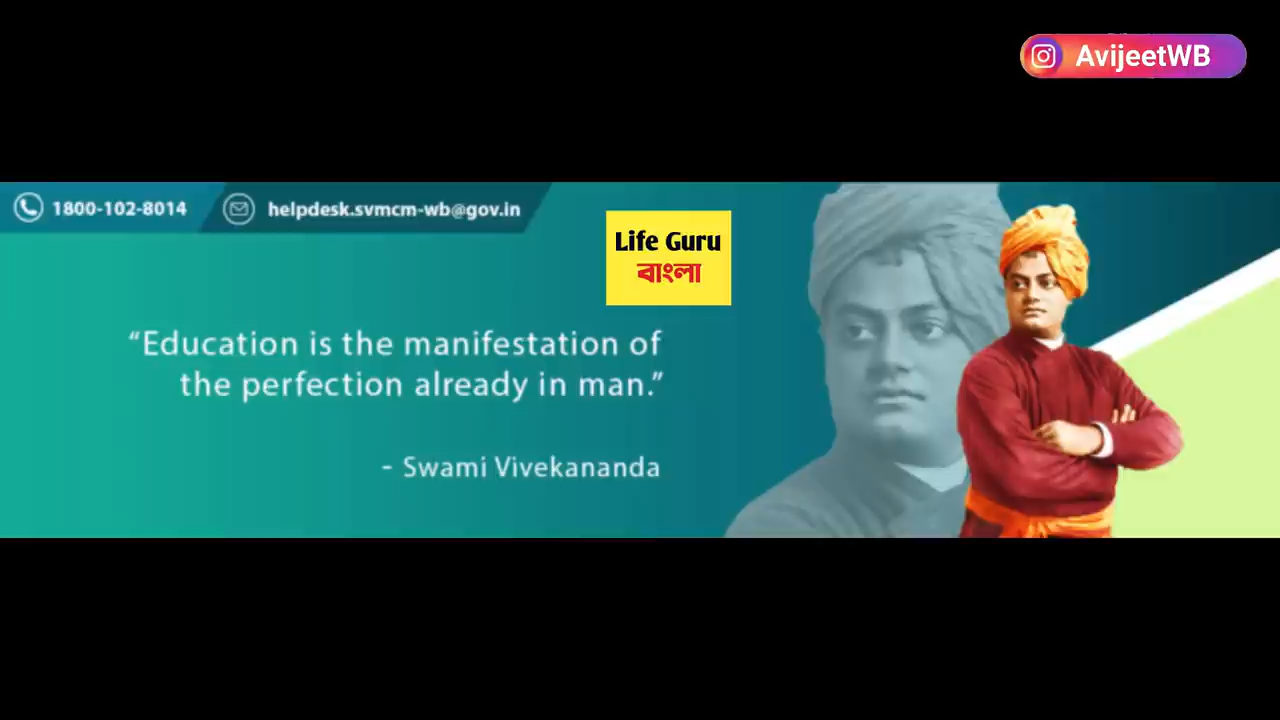 AvijeetWB
1800-102-8014
helpdesk.svmcm-wb@gov.in
Life Guru
বাংলা
“Education is the manifestation of
the perfection already in man.”
- Swami Vivekananda